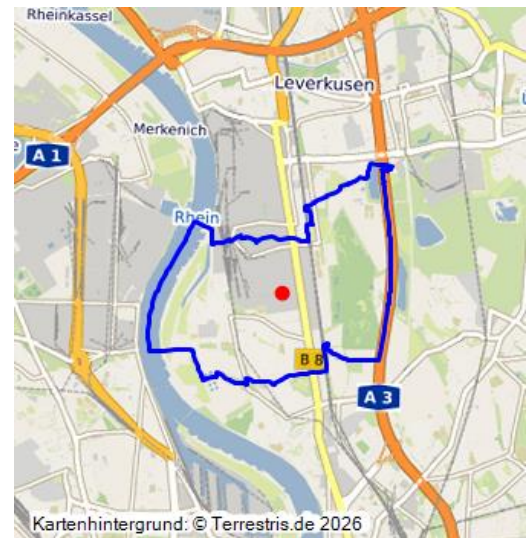 Rheinkassel
Leverkusen
Merkenich
A 1
Rhein
B 8
A 3
Kartenhintergrund: © Terrestris.de 2026